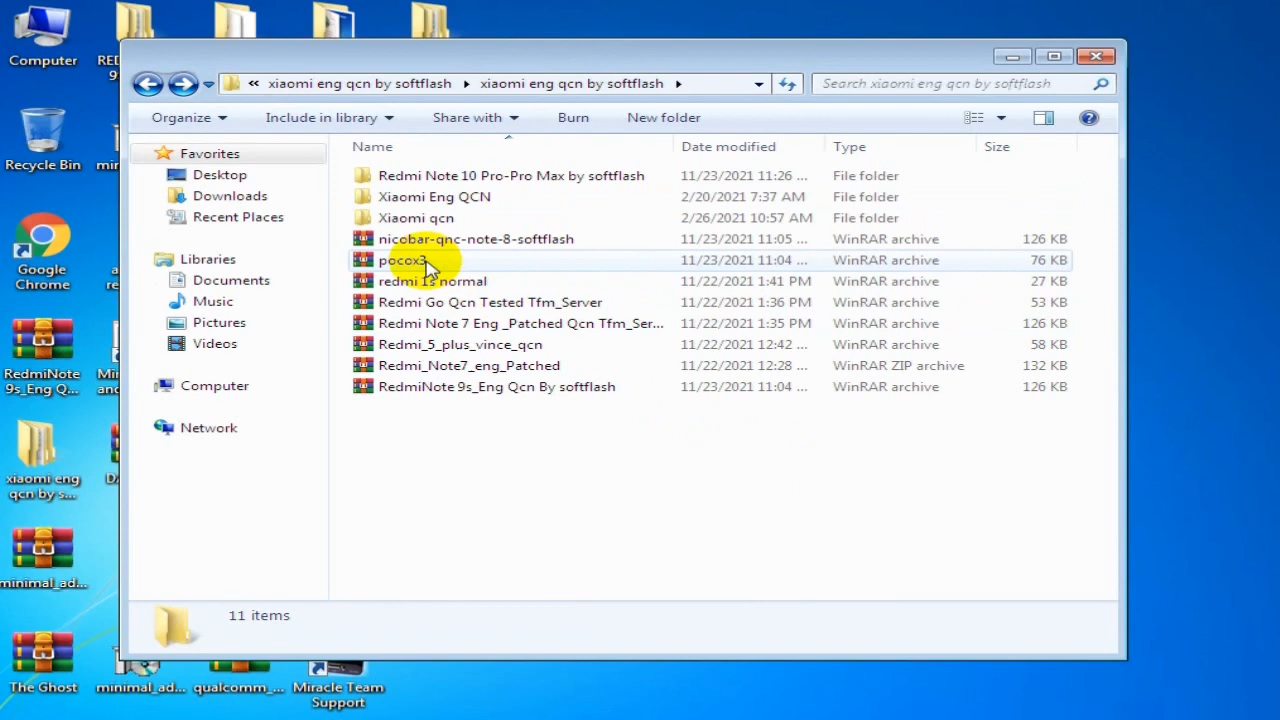 Computer
RED
9
Recycle Bin
min
Google
Chrome
RedmiNote
9s_Eng Q...
xiaomi eng
qcn by s...
minimal_ad...
The Ghost
minimal_ad...
qualcomm_...
Miracle Team
Support
« xiaomi eng qcn by softflash xiaomi eng qcn by softflash
Search xiaomi eng qcn by softflash
Organize Include in library Share with Burn New folder
Favorites
Desktop
Downloads
Recent Places
Libraries
Documents
Music
Pictures
Videos
Computer
Network
Name Date modified Type Size
Redmi Note 10 Pro-Pro Max by softflash 11/23/2021 11:26 ... File folder
Xiaomi Eng QCN 2/20/2021 7:37 AM File folder
Xiaomi qcn 2/26/2021 10:57 AM File folder
nicobar-qnc-note-8-softflash 11/23/2021 11:05 ... WinRAR archive 126 KB
pocox3 11/23/2021 11:04 ... WinRAR archive 76 KB
redmi 1s normal 11/22/2021 1:41 PM WinRAR archive 27 KB
Redmi Go Qcn Tested Tfm_Server 11/22/2021 1:36 PM WinRAR archive 53 KB
Redmi Note 7 Eng _Patched Qcn Tfm_Ser... 11/22/2021 1:35 PM WinRAR archive 64 KB
Redmi_5_plus_vince_qcn 11/22/2021 12:42 ... WinRAR archive 58 KB
Redmi_Note7_eng_Patched 11/22/2021 12:28 ... WinRAR ZIP archive 132 KB
RedmiNote 9s_Eng Qcn By softflash 11/23/2021 11:04 ... WinRAR archive 126 KB
11 items